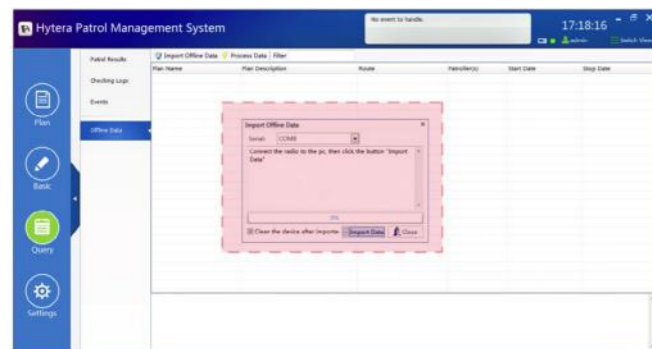 Hytera Patrol Management System
No event to handle.
17:18:16
admin
Switch View
Patrol Results
Import Offline Data Process Data Filter
Plan Name Plan Description Route Patroller(s) Start Date Stop Date
Checking Logs
Events
Offline Data
Plan
Basic
Query
Settings
Import Offline Data
Serial: COM8
Connect the radio to the pc, then click the button "Import
Data"
0%
Clean the device after importe
Import Data
Close